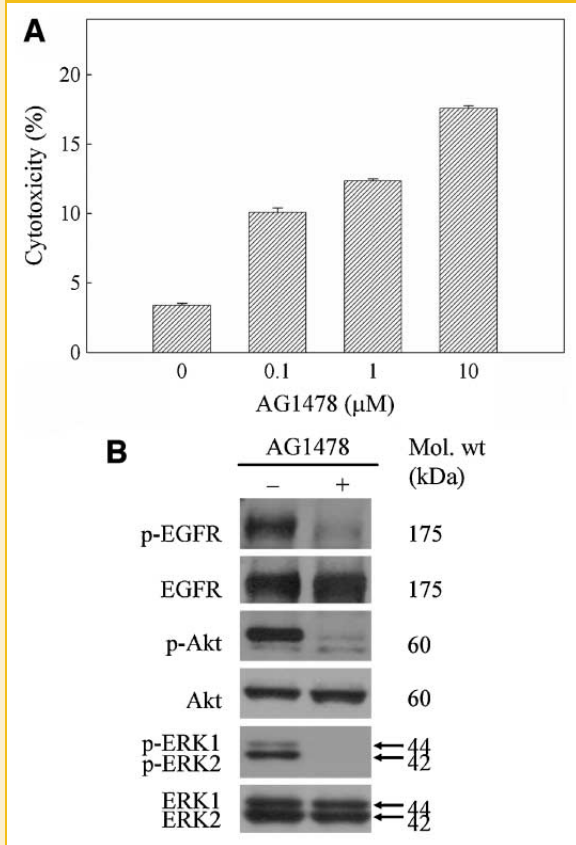 A
20
15
10
5
0
Cytotoxicity (%)
0 0.1 1 10
AG1478 (μM)
B
AG1478 Mol. wt
(kDa)
– +
p-EGFR 175
EGFR 175
p-Akt 60
Akt 60
p-ERK1 44
p-ERK2 42
ERK1 44
ERK2 42